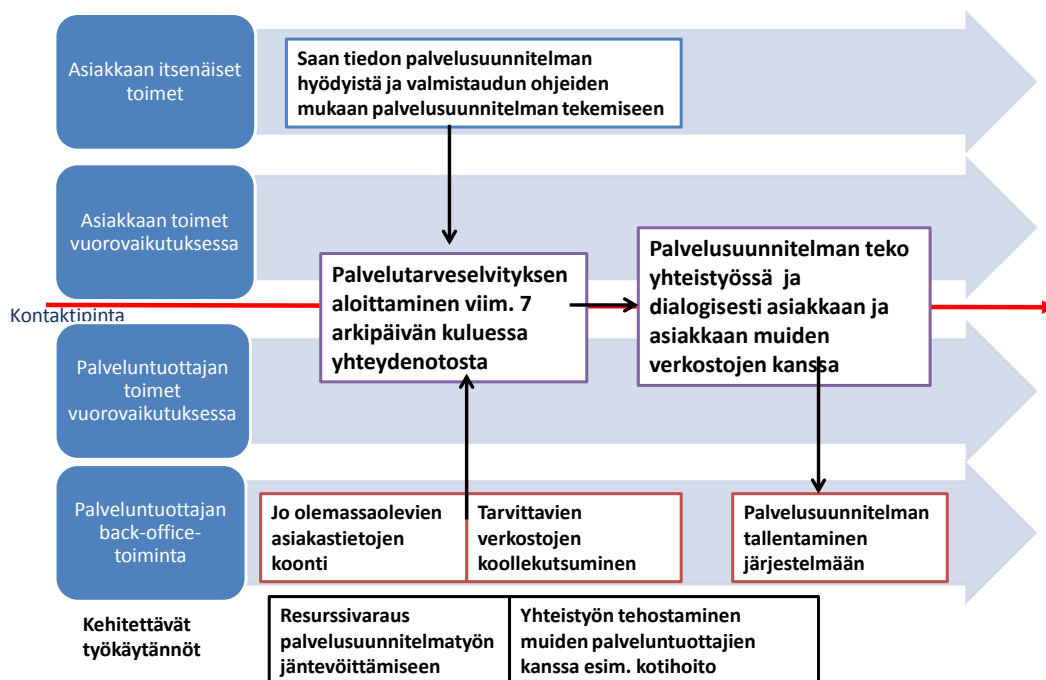 Asiakkaan itsenäiset
toimet
Saan tiedon palvelusuunnitelman
hyödyistä ja valmistaudun ohjeiden
mukaan palvelusuunnitelman tekemiseen
Asiakkaan toimet
vuorovaikutuksessa
Palvelutarveselvityksen
aloittaminen viim. 7
arkipäivän kuluessa
yhteydenotosta
Palvelusuunnitelman teko
yhteistyössä ja
dialogisesti asiakkaan ja
asiakkaan muiden
verkostojen kanssa
Kontaktipinta
Palveluntuottajan
toimet
vuorovaikutuksessa
Palveluntuottajan
back-office-
toiminta
Jo olemassaolevien
asiakastietojen
koonti
Tarvittavien
verkostojen
koollekutsuminen
Palvelusuunnitelman
tallentaminen
järjestelmään
Kehitettävät
työkäytännöt
Resurssivaraus
palvelusuunnitelmatyön
jäntevöittämiseen
Yhteistyön tehostaminen
muiden palveluntuottajien
kanssa esim. kotihoito